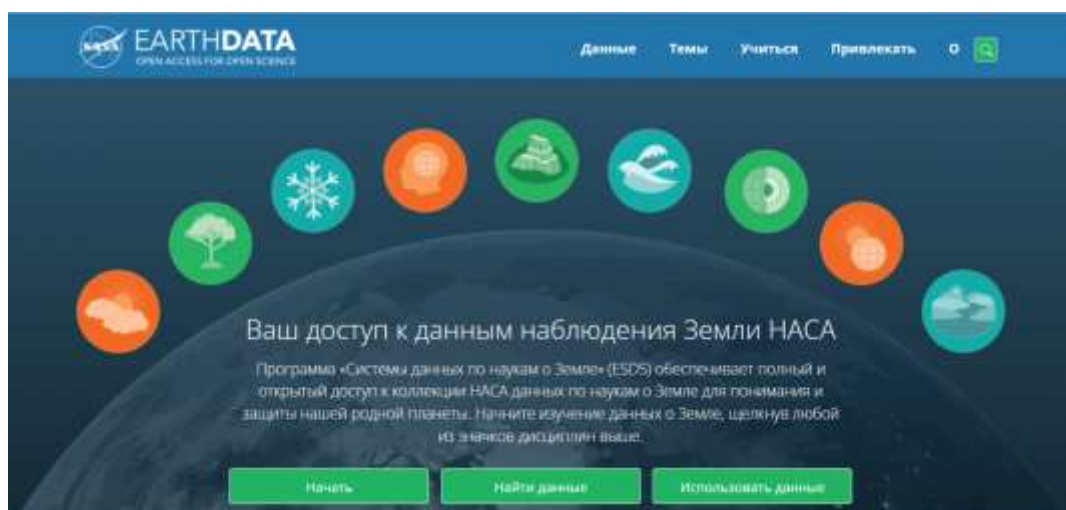 EARTHDATA
OPEN ACCESS FOR OPEN SCIENCE
Данные Темы Учиться Привлекать О
Ваш доступ к данным наблюдения Земли НАСА
Программа «Системы данных по наукам о Земле» (ESDS) обеспечивает полный и
открытый доступ к коллекции НАСА данных по наукам о Земле для понимания и
защиты нашей родной планеты. Начните изучение данных о Земле, щелкнув любой
из значков дисциплин выше.
Начать Найти данные Использовать данные